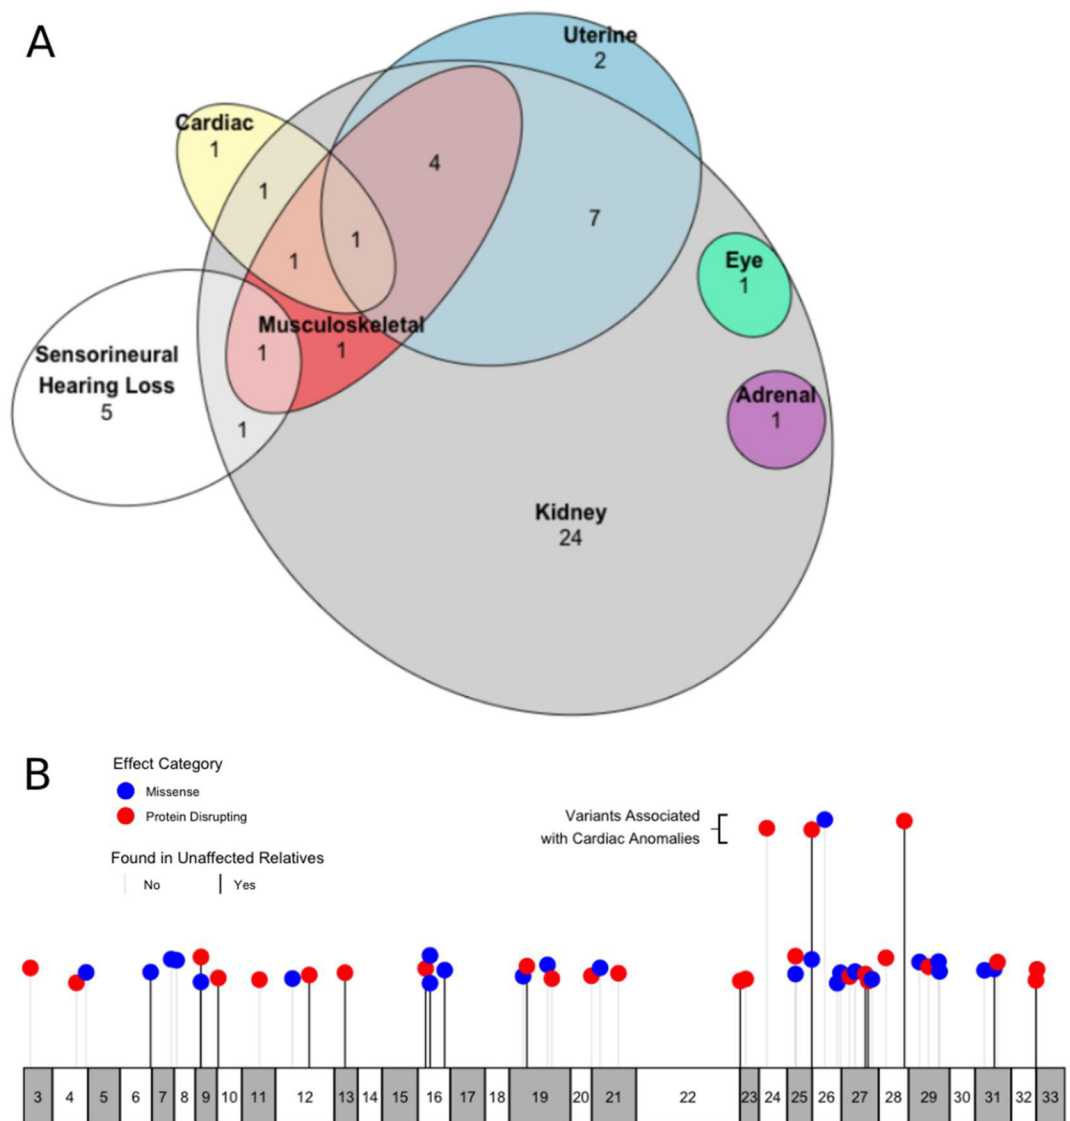 A
Uterine
2
Cardiac
1
4
1
7
1
1
Eye
1
Musculoskeletal
1
1
Sensorineural
Hearing Loss
5
Adrenal
1
1
Kidney
24
B
Effect Category
Missense
Protein Disrupting
Found in Unaffected Relatives
No Yes
Variants Associated
with Cardiac Anomalies
3 4 5 6 7 8 9 10 11 12 13 14 15 16 17 18 19 20 21 22 23 24 25 26 27 28 29 30 31 32 33